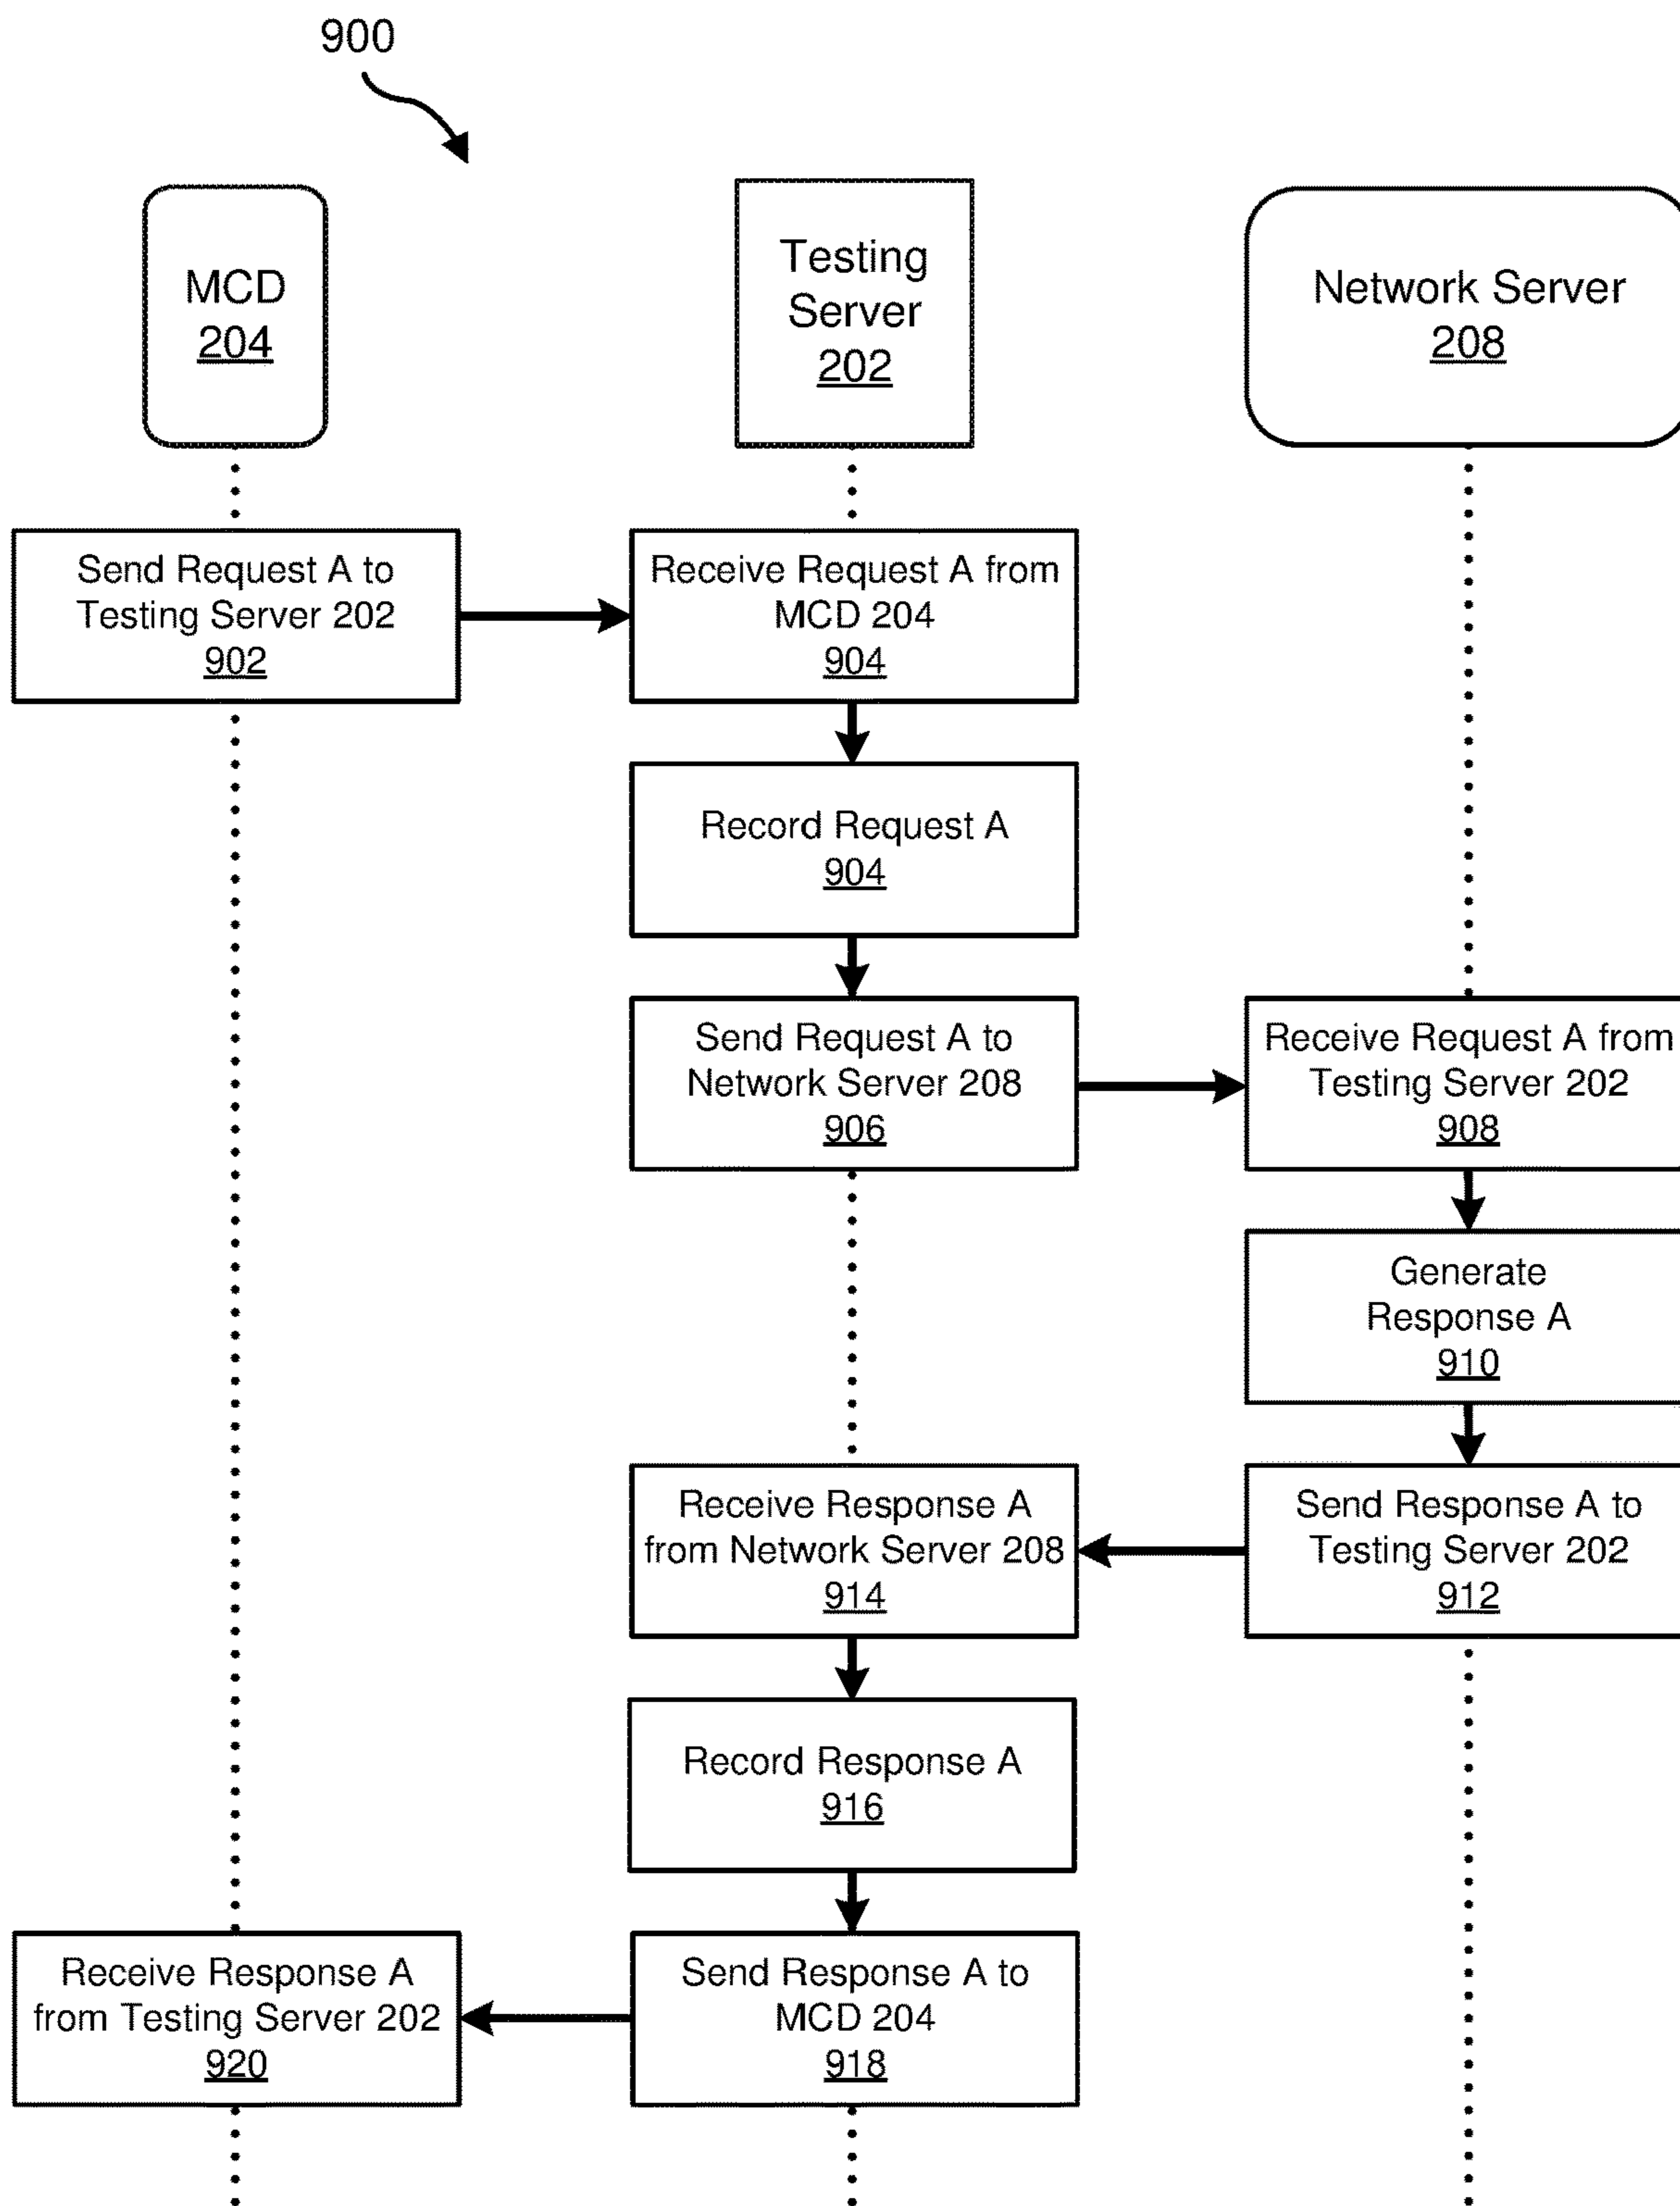 900
MCD
204
Testing
Server
202
Network Server
208
Send Request A to
Testing Server 202
902
Receive Request A from
MCD 204
904
Record Request A
904
Send Request A to
Network Server 208
906
Receive Request A from
Testing Server 202
908
Generate
Response A
910
Send Response A to
Testing Server 202
912
Receive Response A
from Network Server 208
914
Record Response A
916
Send Response A to
MCD 204
918
Receive Response A
from Testing Server 202
920